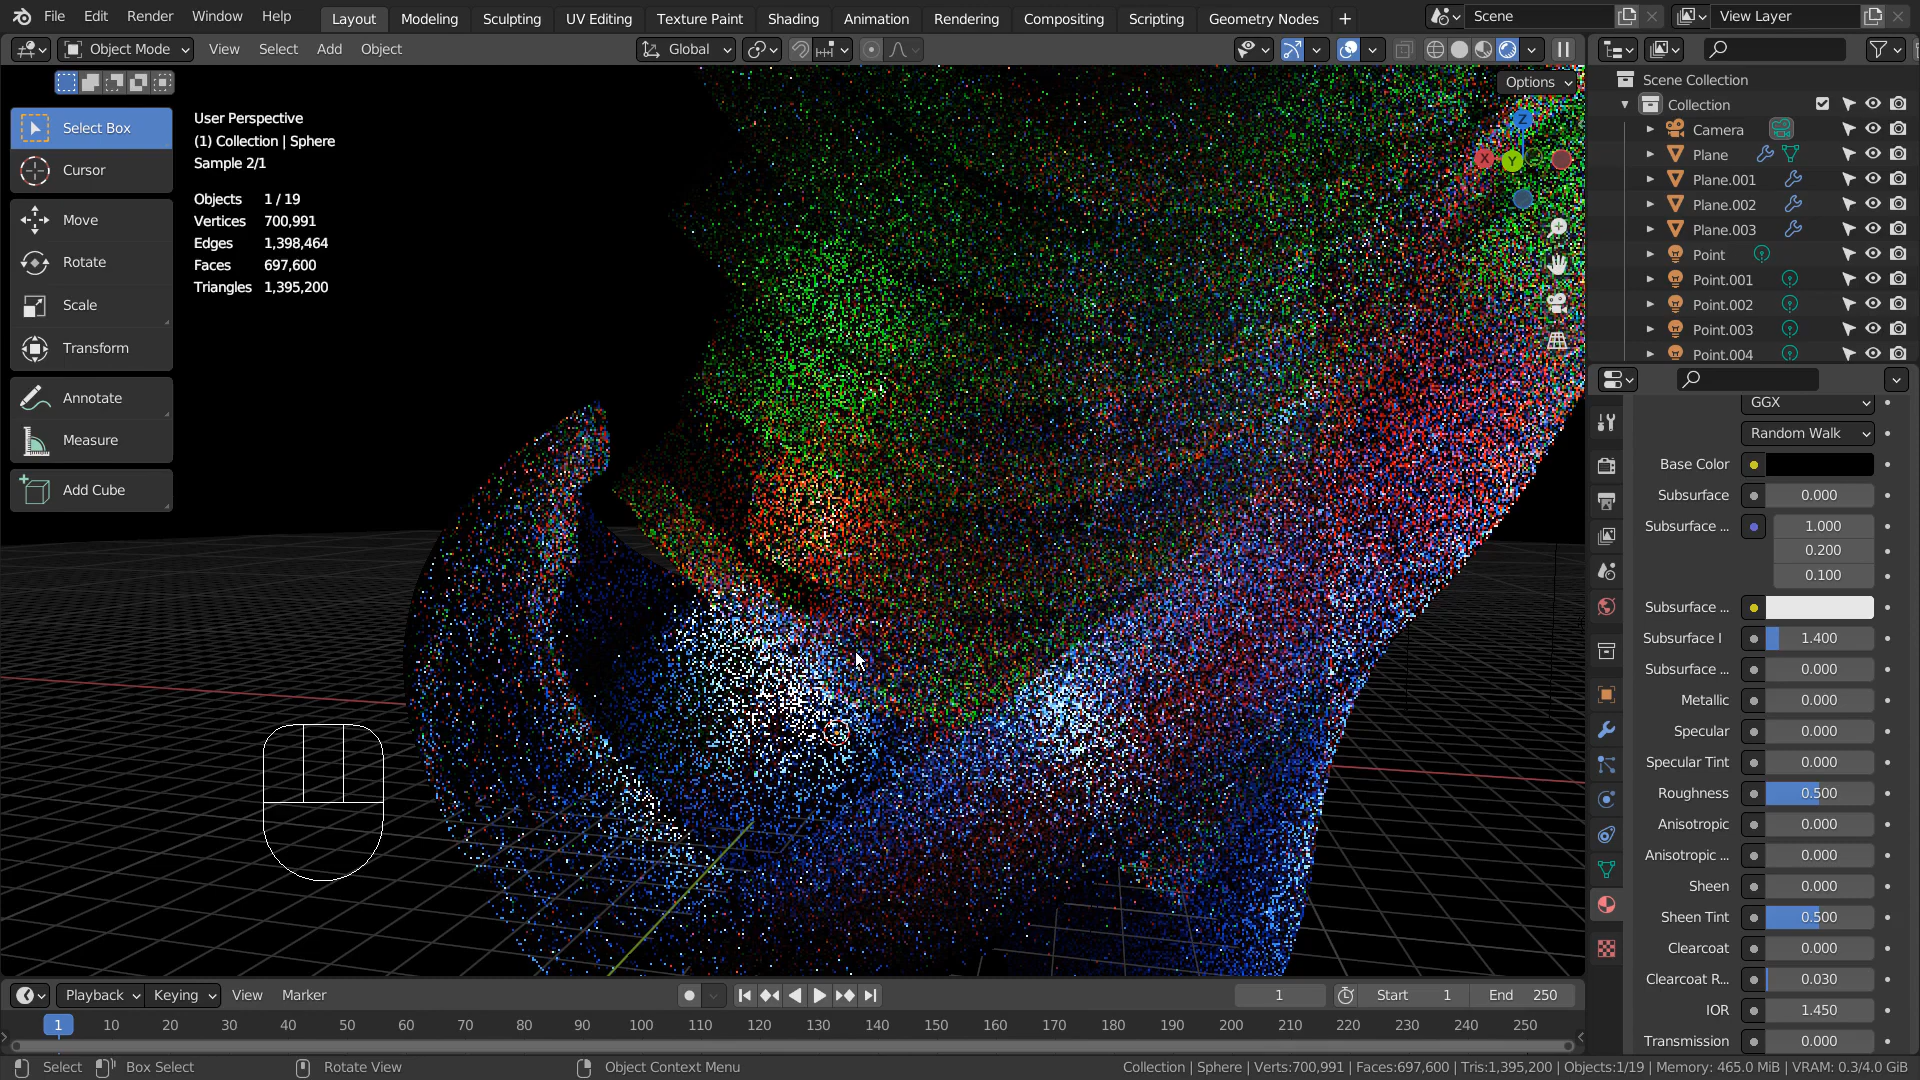 File Edit Render Window Help Layout Modeling Sculpting UV Editing Texture Paint Shading Animation Rendering Compositing Scripting Geometry Nodes + Scene View Layer
Object Mode View Select Add Object Global
Options
Select Box
Cursor
Move
Rotate
Scale
Transform
Annotate
Measure
Add Cube
User Perspective
(1) Collection | Sphere
Sample 2/1
Objects 1 / 19
Vertices 700,991
Edges 1,398,464
Faces 697,600
Triangles 1,395,200
Z
X
Y
Scene Collection
Collection
Camera
Plane
Plane.001
Plane.002
Plane.003
Point
Point.001
Point.002
Point.003
Point.004
GGX
Random Walk
Base Color
Subsurface 0.000
Subsurface ... 1.000
0.200
0.100
Subsurface ...
Subsurface I 1.400
Subsurface ... 0.000
Metallic 0.000
Specular 0.000
Specular Tint 0.000
Roughness 0.500
Anisotropic 0.000
Anisotropic ... 0.000
Sheen 0.000
Sheen Tint 0.500
Clearcoat 0.000
Clearcoat R... 0.030
IOR 1.450
Transmission 0.000
Playback Keying View Marker 1 Start 1 End 250
1 10 20 30 40 50 60 70 80 90 100 110 120 130 140 150 160 170 180 190 200 210 220 230 240 250
Select Box Select Rotate View Object Context Menu Collection | Sphere | Verts:700,991 | Faces:697,600 | Tris:1,395,200 | Objects:1/19 | Memory: 465.0 MiB | VRAM: 0.3/4.0 GiB